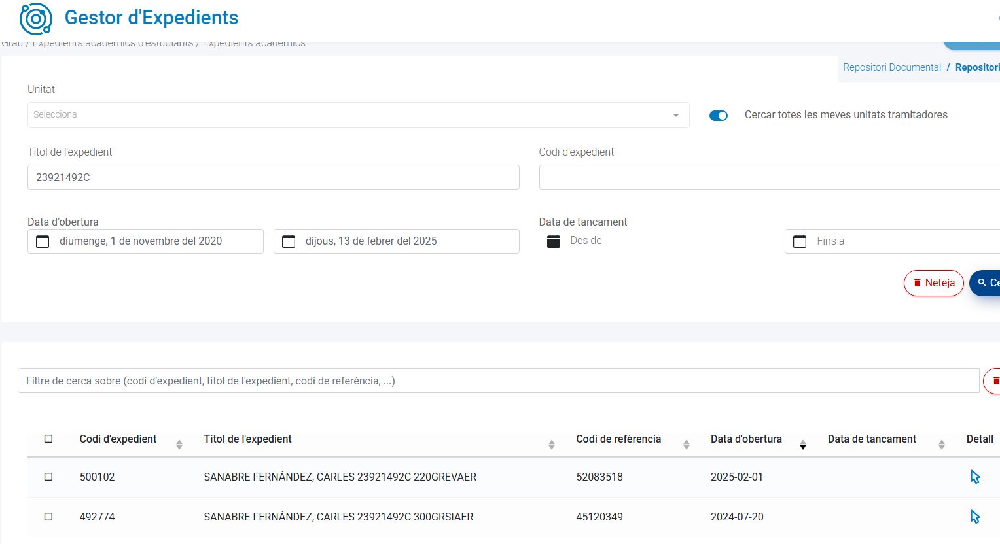 Gestor d'Expedients
Grau / Expedients acadèmics d'estudiants / Expedients acadèmics
Repositori Documental / Repositori
Unitat
Selecciona
Cercar totes les meves unitats tramitadores
Títol de l'expedient
Codi d'expedient
23921492C
Data d'obertura
Data de tancament
diumenge, 1 de novembre del 2020
dijous, 13 de febrer del 2025
Des de
Fins a
Neteja
Ce
Filtre de cerca sobre (codi d'expedient, títol de l'expedient, codi de referència, ...)
Codi d'expedient Títol de l'expedient Codi de refèrencia Data d'obertura Data de tancament Detall
500102 SANABRE FERNÁNDEZ, CARLES 23921492C 220GREVAER 52083518 2025-02-01
492774 SANABRE FERNÁNDEZ, CARLES 23921492C 300GRSIAER 45120349 2024-07-20